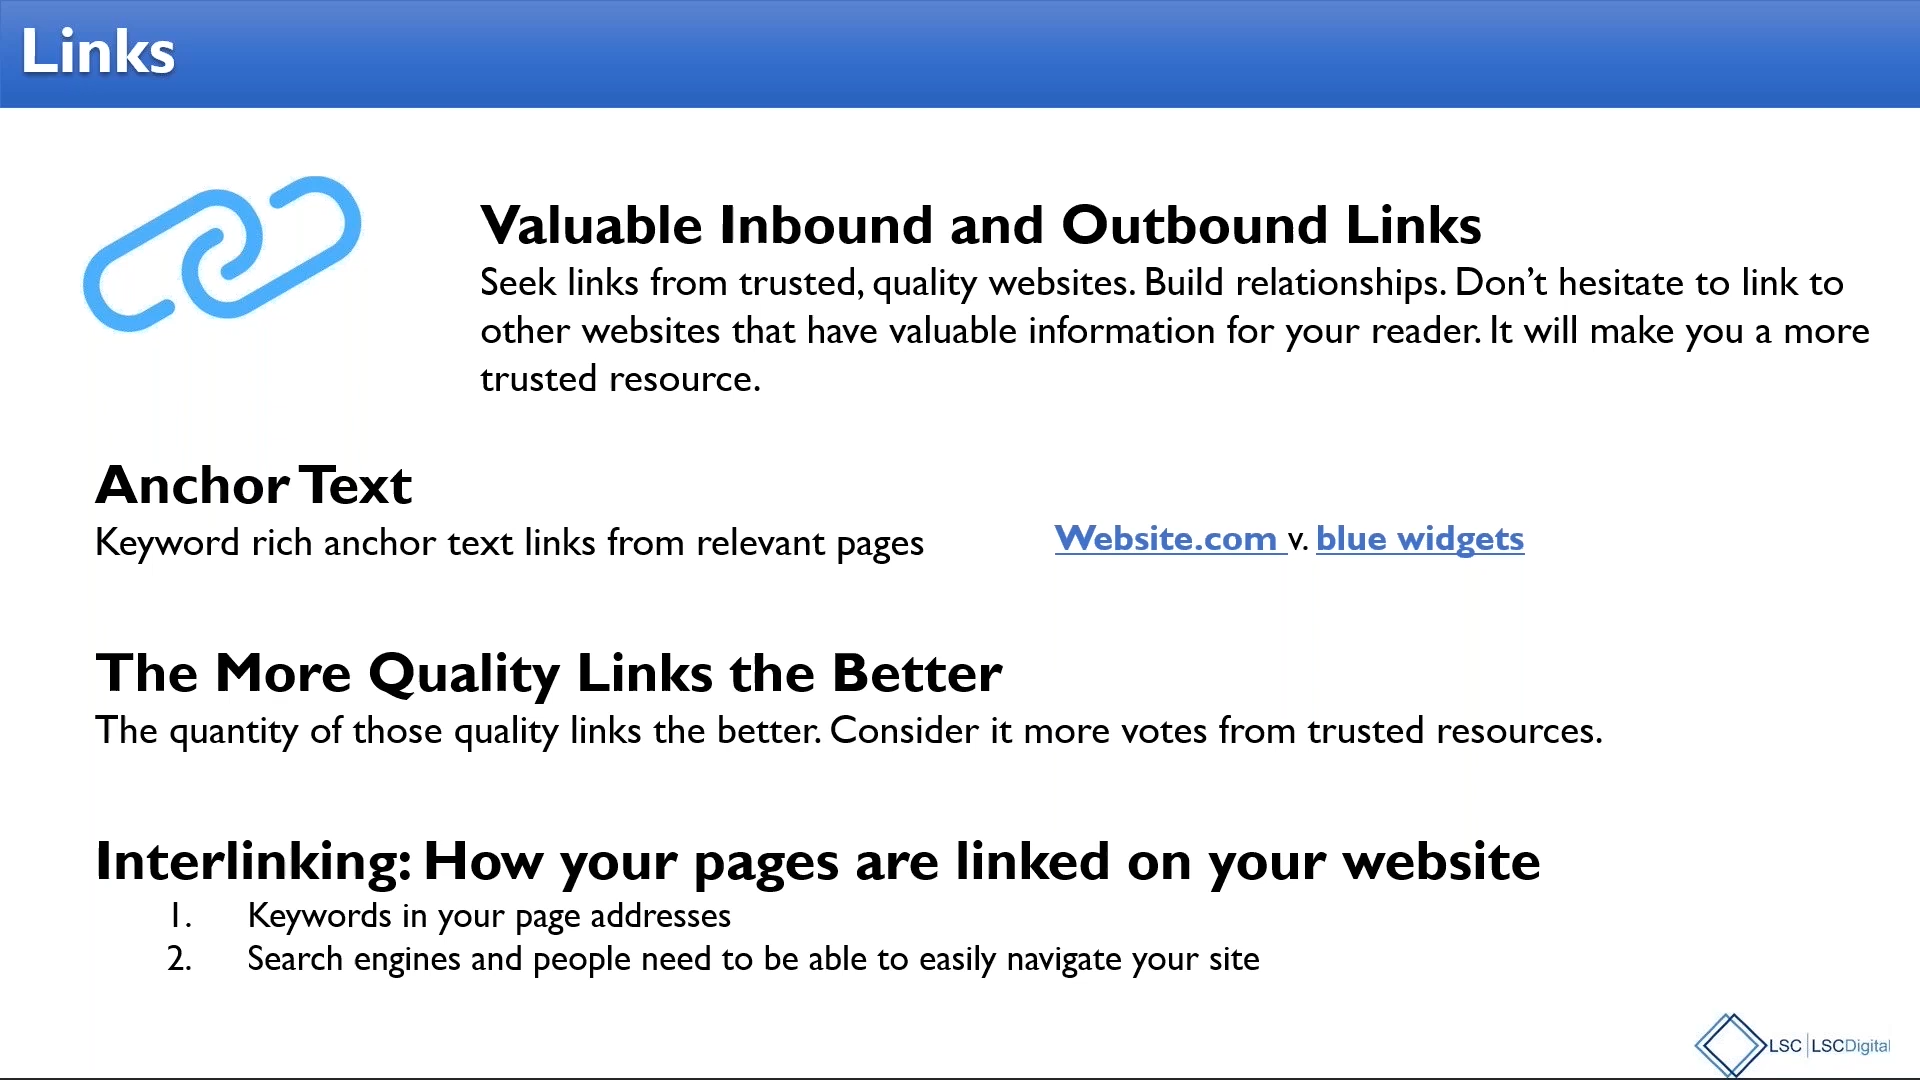 Links
Valuable Inbound and Outbound Links
Seek links from trusted, quality websites. Build relationships. Don’t hesitate to link to
other websites that have valuable information for your reader. It will make you a more
trusted resource.
Anchor Text
Keyword rich anchor text links from relevant pages
Website.com v. blue widgets
The More Quality Links the Better
The quantity of those quality links the better. Consider it more votes from trusted resources.
Interlinking: How your pages are linked on your website
1. Keywords in your page addresses
2. Search engines and people need to be able to easily navigate your site
LSC | LSCDigital